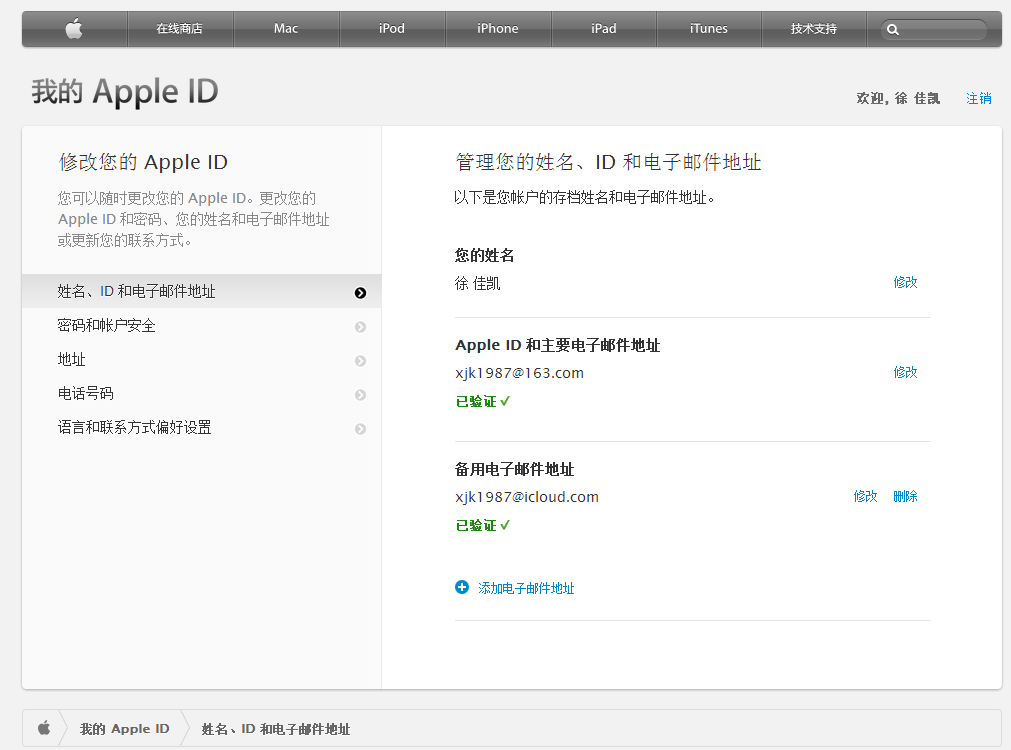 在线商店 Mac iPod iPhone iPad iTunes 技术支持
我的 Apple ID
欢迎, 徐 佳凯 注销
修改您的 Apple ID
您可以随时更改您的 Apple ID。更改您的
Apple ID 和密码、您的姓名和电子邮件地址
或更新您的联系方式。
姓名、ID 和电子邮件地址
密码和帐户安全
地址
电话号码
语言和联系方式偏好设置
管理您的姓名、ID 和电子邮件地址
以下是您帐户的存档姓名和电子邮件地址。
您的姓名
徐 佳凯 修改
Apple ID 和主要电子邮件地址
xjk1987@163.com 修改
已验证 ✓
备用电子邮件地址
xjk1987@icloud.com 修改 删除
已验证 ✓
添加电子邮件地址
我的 Apple ID 姓名、ID 和电子邮件地址